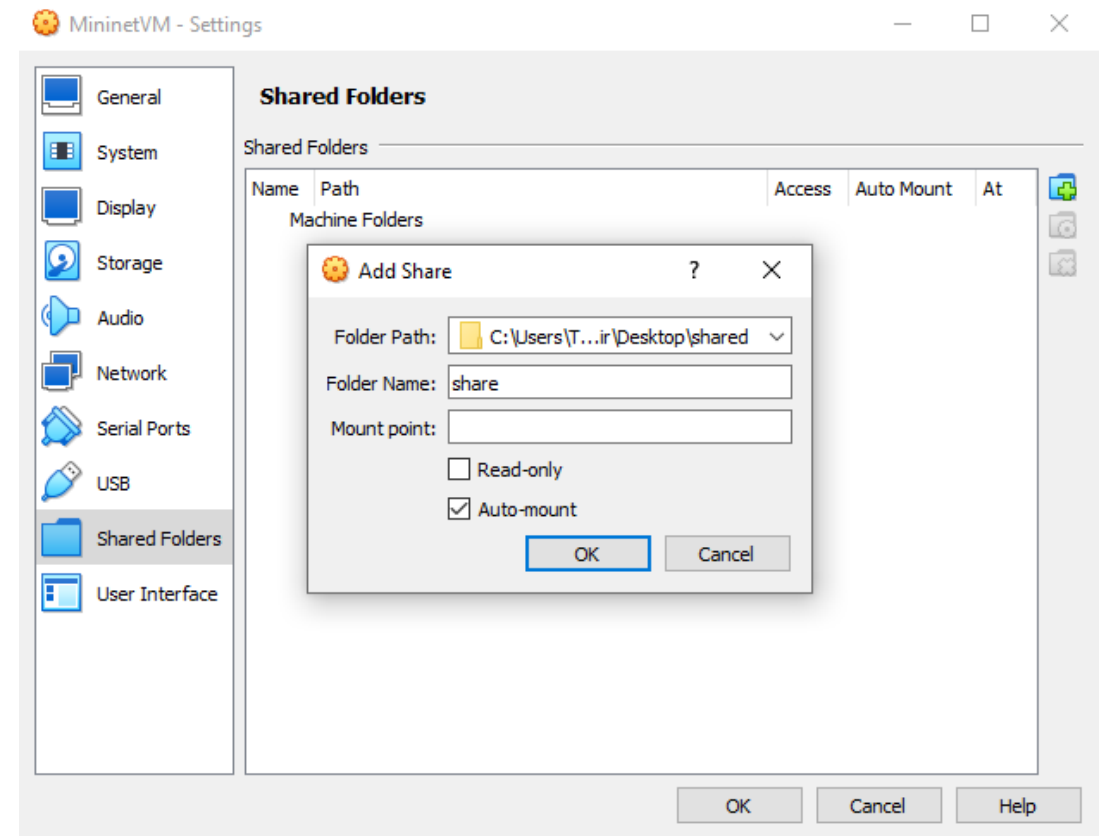 MininetVM - Settings
General
System
Display
Storage
Audio
Network
Serial Ports
USB
Shared Folders
User Interface
Shared Folders
Shared Folders
Name Path Access Auto Mount At
Machine Folders
Add Share ?
Folder Path: C:\Users\T...ir\Desktop\shared
Folder Name: share
Mount point:
Read-only
Auto-mount
OK Cancel
OK Cancel Help